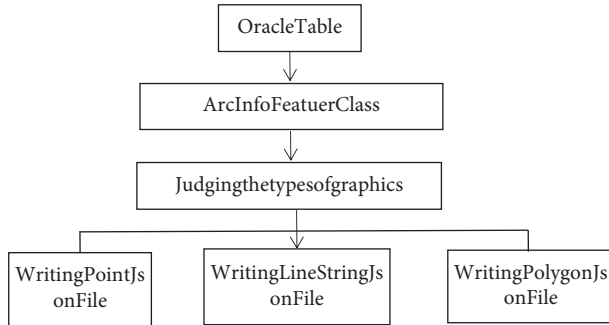 OracleTable
ArcInfoFeatuerClass
Judgingthetypesofgraphics
WritingPointJs
onFile
WritingLineStringJs
onFile
WritingPolygonJs
onFile